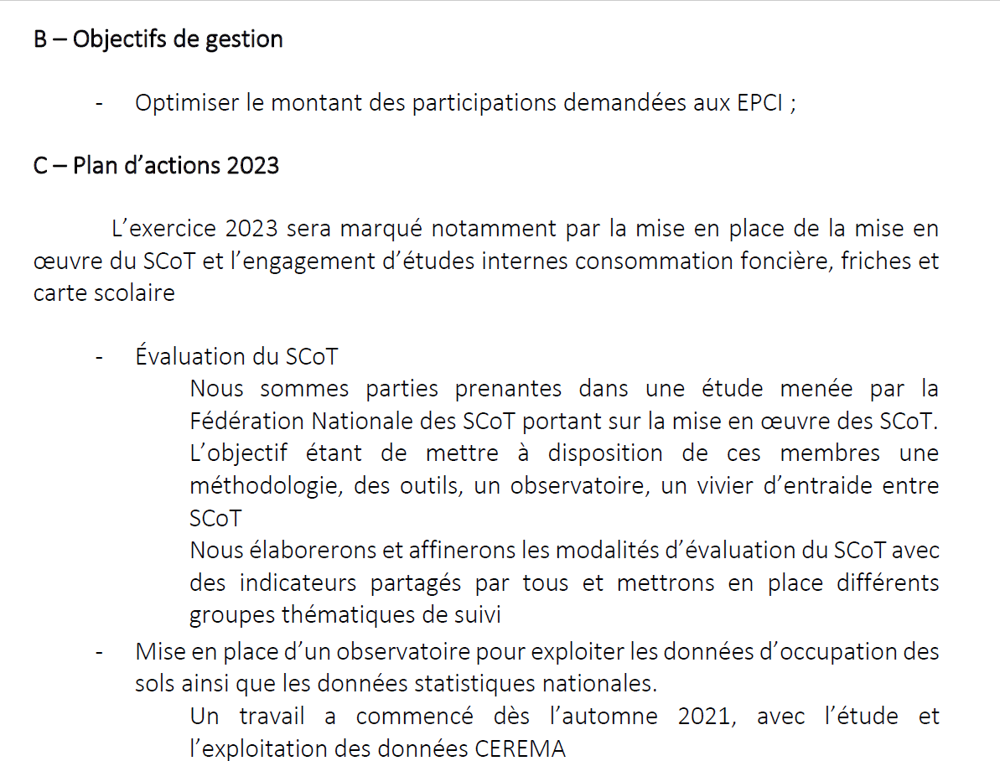 B – Objectifs de gestion
- Optimiser le montant des participations demandées aux EPCI ;
C – Plan d’actions 2023
L’exercice 2023 sera marqué notamment par la mise en place de la mise en
œuvre du SCoT et l’engagement d’études internes consommation foncière, friches et
carte scolaire
- Évaluation du SCoT
Nous sommes parties prenantes dans une étude menée par la
Fédération Nationale des SCoT portant sur la mise en œuvre des SCoT.
L’objectif étant de mettre à disposition de ces membres une
méthodologie, des outils, un observatoire, un vivier d’entraide entre
SCoT
Nous élaborerons et affinerons les modalités d’évaluation du SCoT avec
des indicateurs partagés par tous et mettrons en place différents
groupes thématiques de suivi
- Mise en place d’un observatoire pour exploiter les données d’occupation des
sols ainsi que les données statistiques nationales.
Un travail a commencé dès l’automne 2021, avec l’étude et
l’exploitation des données CEREMA